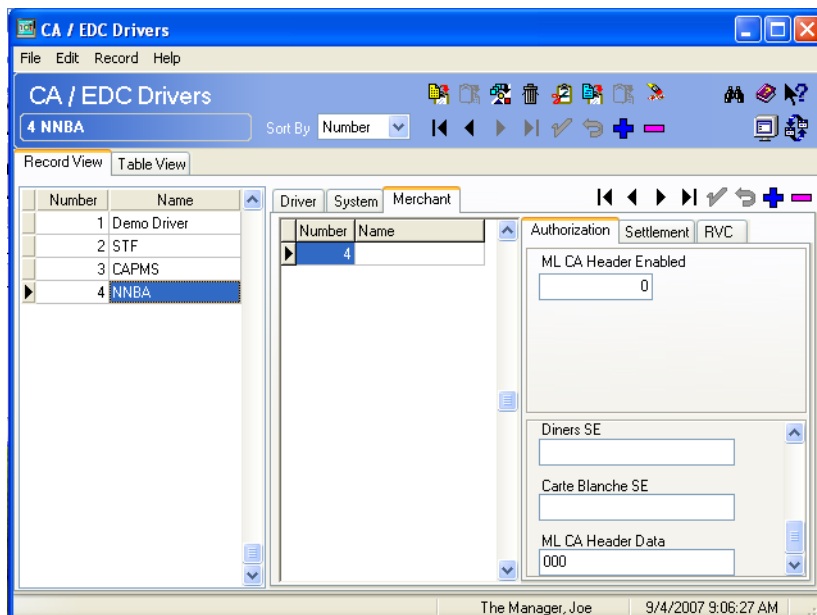 CA / EDC Drivers
File Edit Record Help
CA / EDC Drivers
4 NNBA
Sort By Number
Record View Table View
Number Name
1 Demo Driver
2 STF
3 CAPMS
4 NNBA
Driver System Merchant
Number Name
4
Authorization Settlement RVC
ML CA Header Enabled
0
Diners SE
Carte Blanche SE
ML CA Header Data
000
The Manager, Joe 9/4/2007 9:06:27 AM